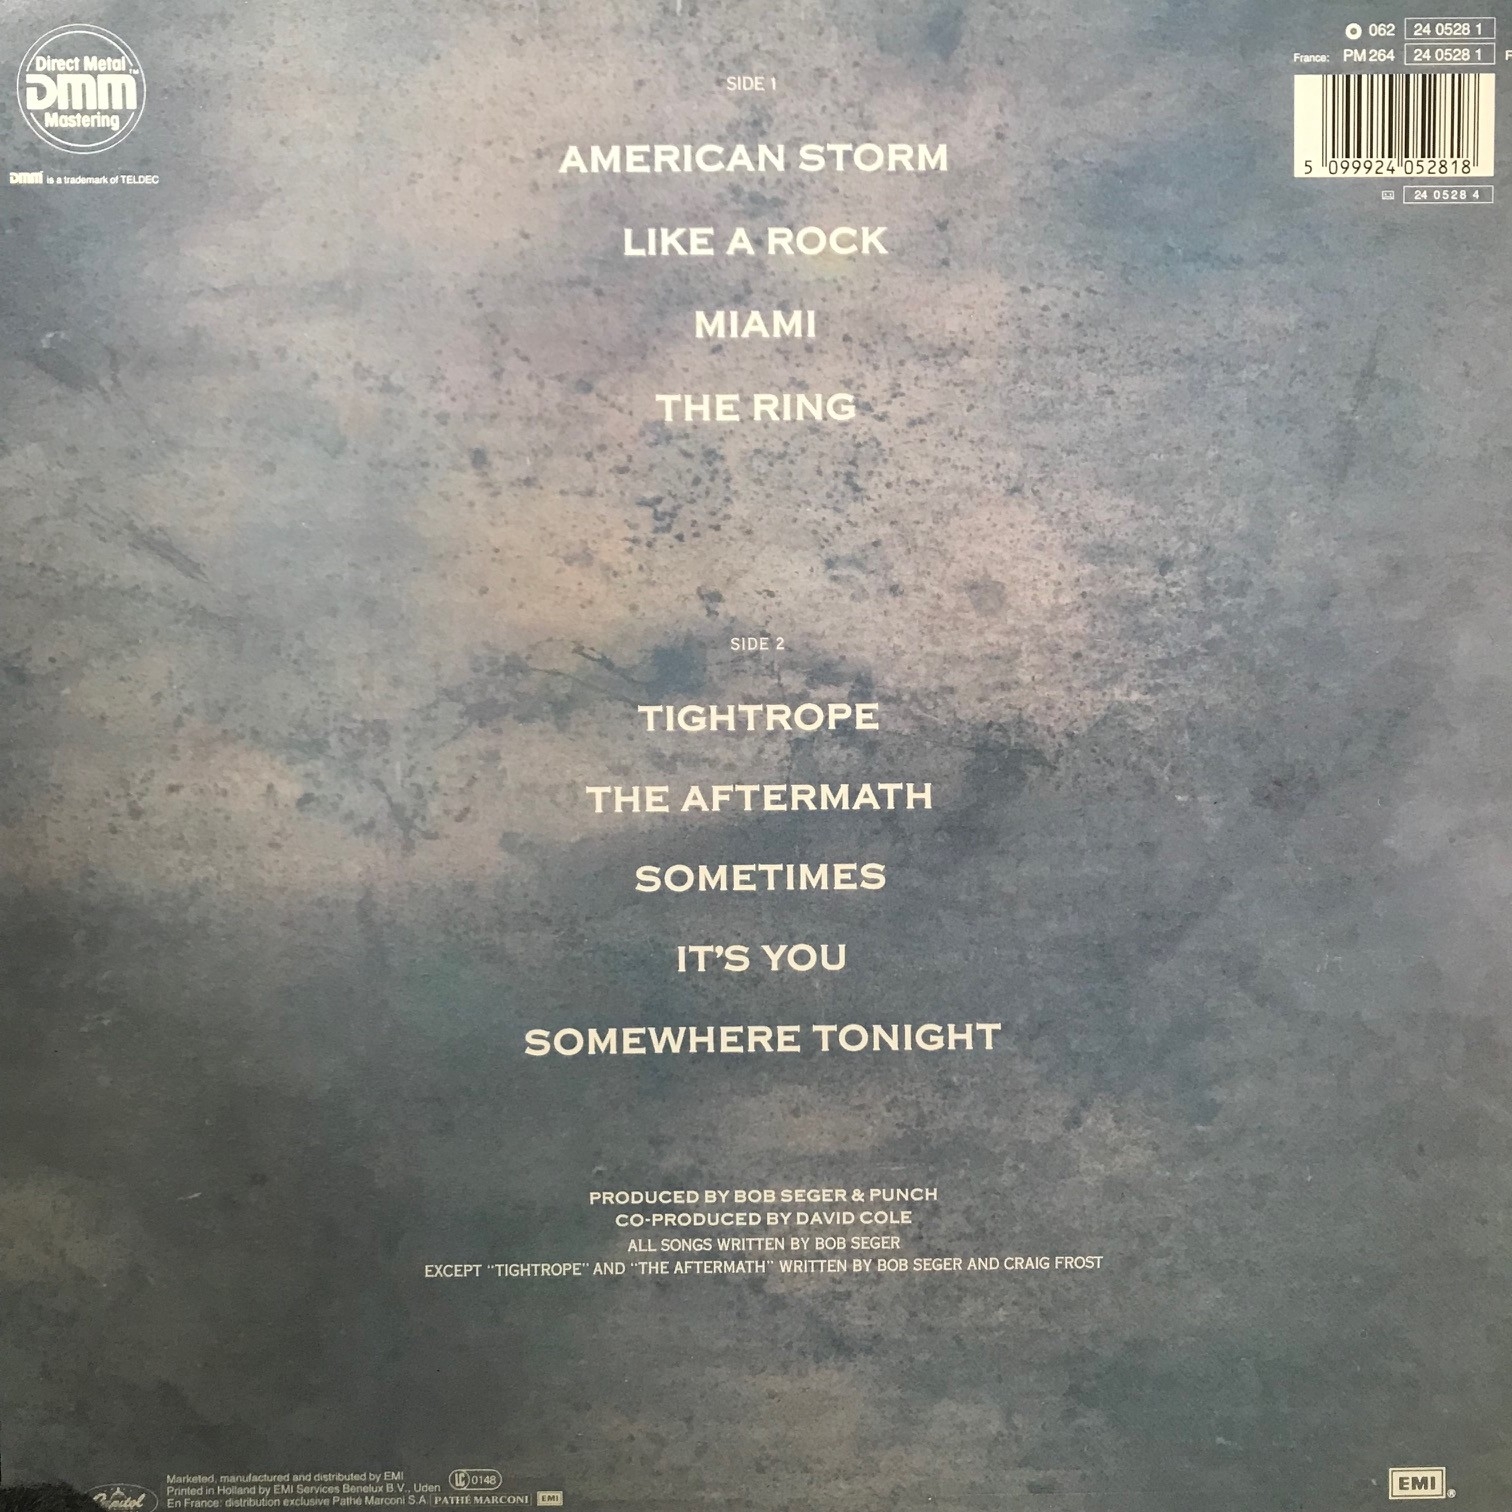 Direct Metal
DMM™
Mastering
DMM is a trademark of TELDEC
062 24 0528 1
France: PM 264 24 0528 1
5 099924 052818
24 0528 4
SIDE 1
AMERICAN STORM
LIKE A ROCK
MIAMI
THE RING
SIDE 2
TIGHTROPE
THE AFTERMATH
SOMETIMES
IT'S YOU
SOMEWHERE TONIGHT
PRODUCED BY BOB SEGER & PUNCH
CO-PRODUCED BY DAVID COLE
ALL SONGS WRITTEN BY BOB SEGER
EXCEPT "TIGHTROPE" AND "THE AFTERMATH" WRITTEN BY BOB SEGER AND CRAIG FROST
Capitol
Marketed, manufactured and distributed by EMI
Printed in Holland by EMI Services Benelux B.V., Uden
LC 0148
En France: distribution exclusive Pathé Marconi S.A. PATHÉ MARCONI EMI
EMI®